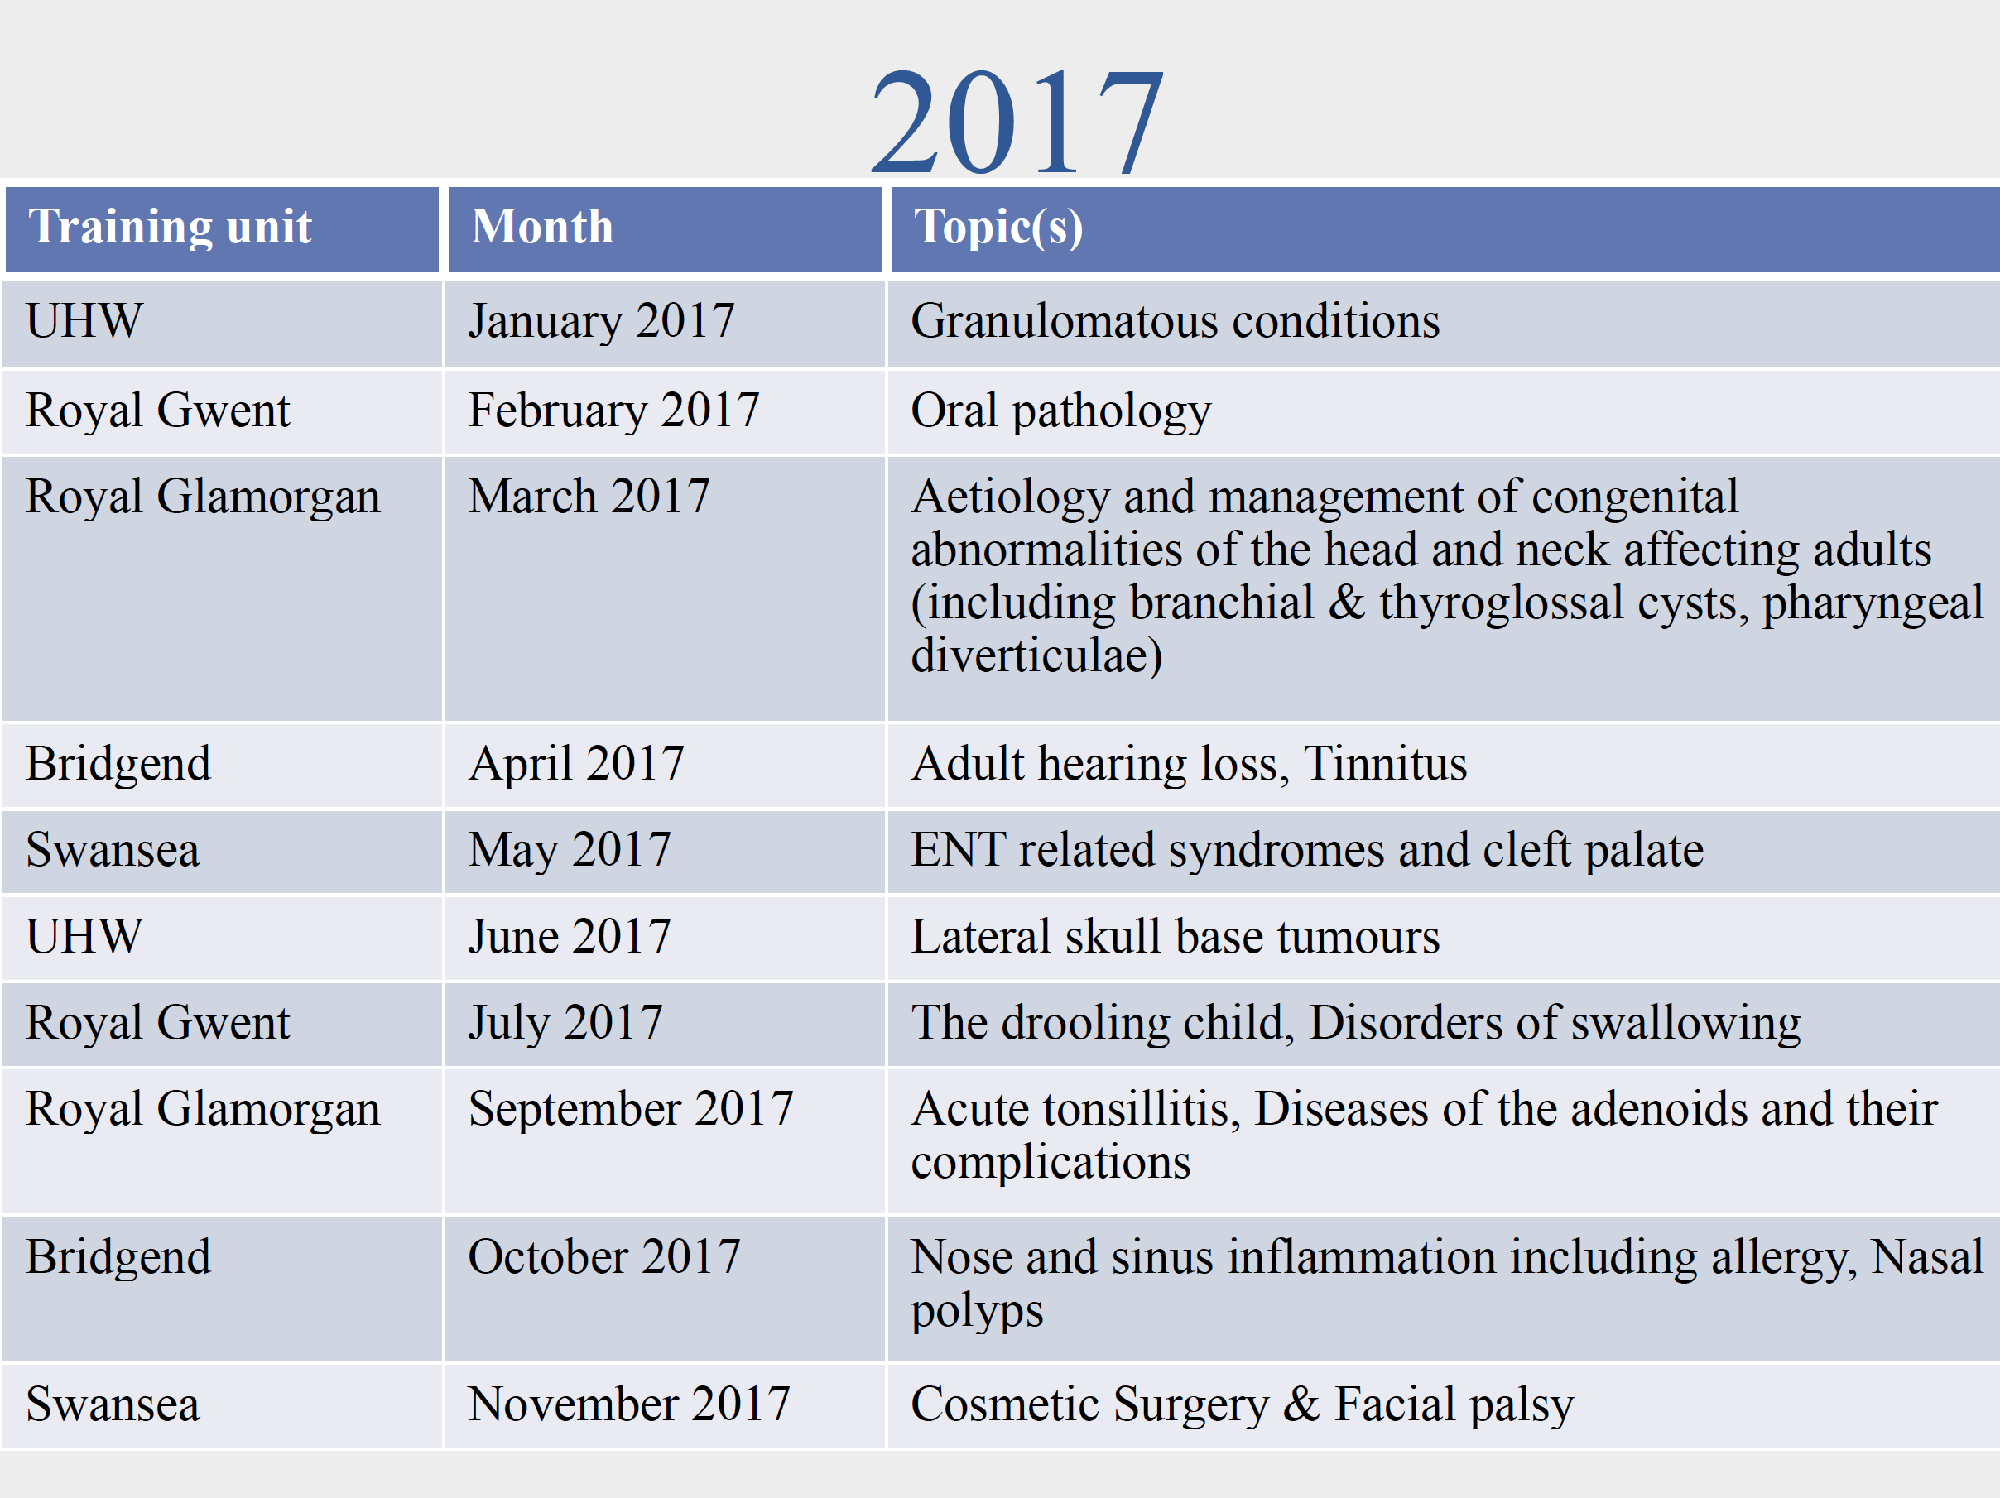 2017
Training unit Month Topic(s)
UHW January 2017 Granulomatous conditions
Royal Gwent February 2017 Oral pathology
Royal Glamorgan March 2017 Aetiology and management of congenital
abnormalities of the head and neck affecting adults
(including branchial & thyroglossal cysts, pharyngeal
diverticulae)
Bridgend April 2017 Adult hearing loss, Tinnitus
Swansea May 2017 ENT related syndromes and cleft palate
UHW June 2017 Lateral skull base tumours
Royal Gwent July 2017 The drooling child, Disorders of swallowing
Royal Glamorgan September 2017 Acute tonsillitis, Diseases of the adenoids and their
complications
Bridgend October 2017 Nose and sinus inflammation including allergy, Nasal
polyps
Swansea November 2017 Cosmetic Surgery & Facial palsy